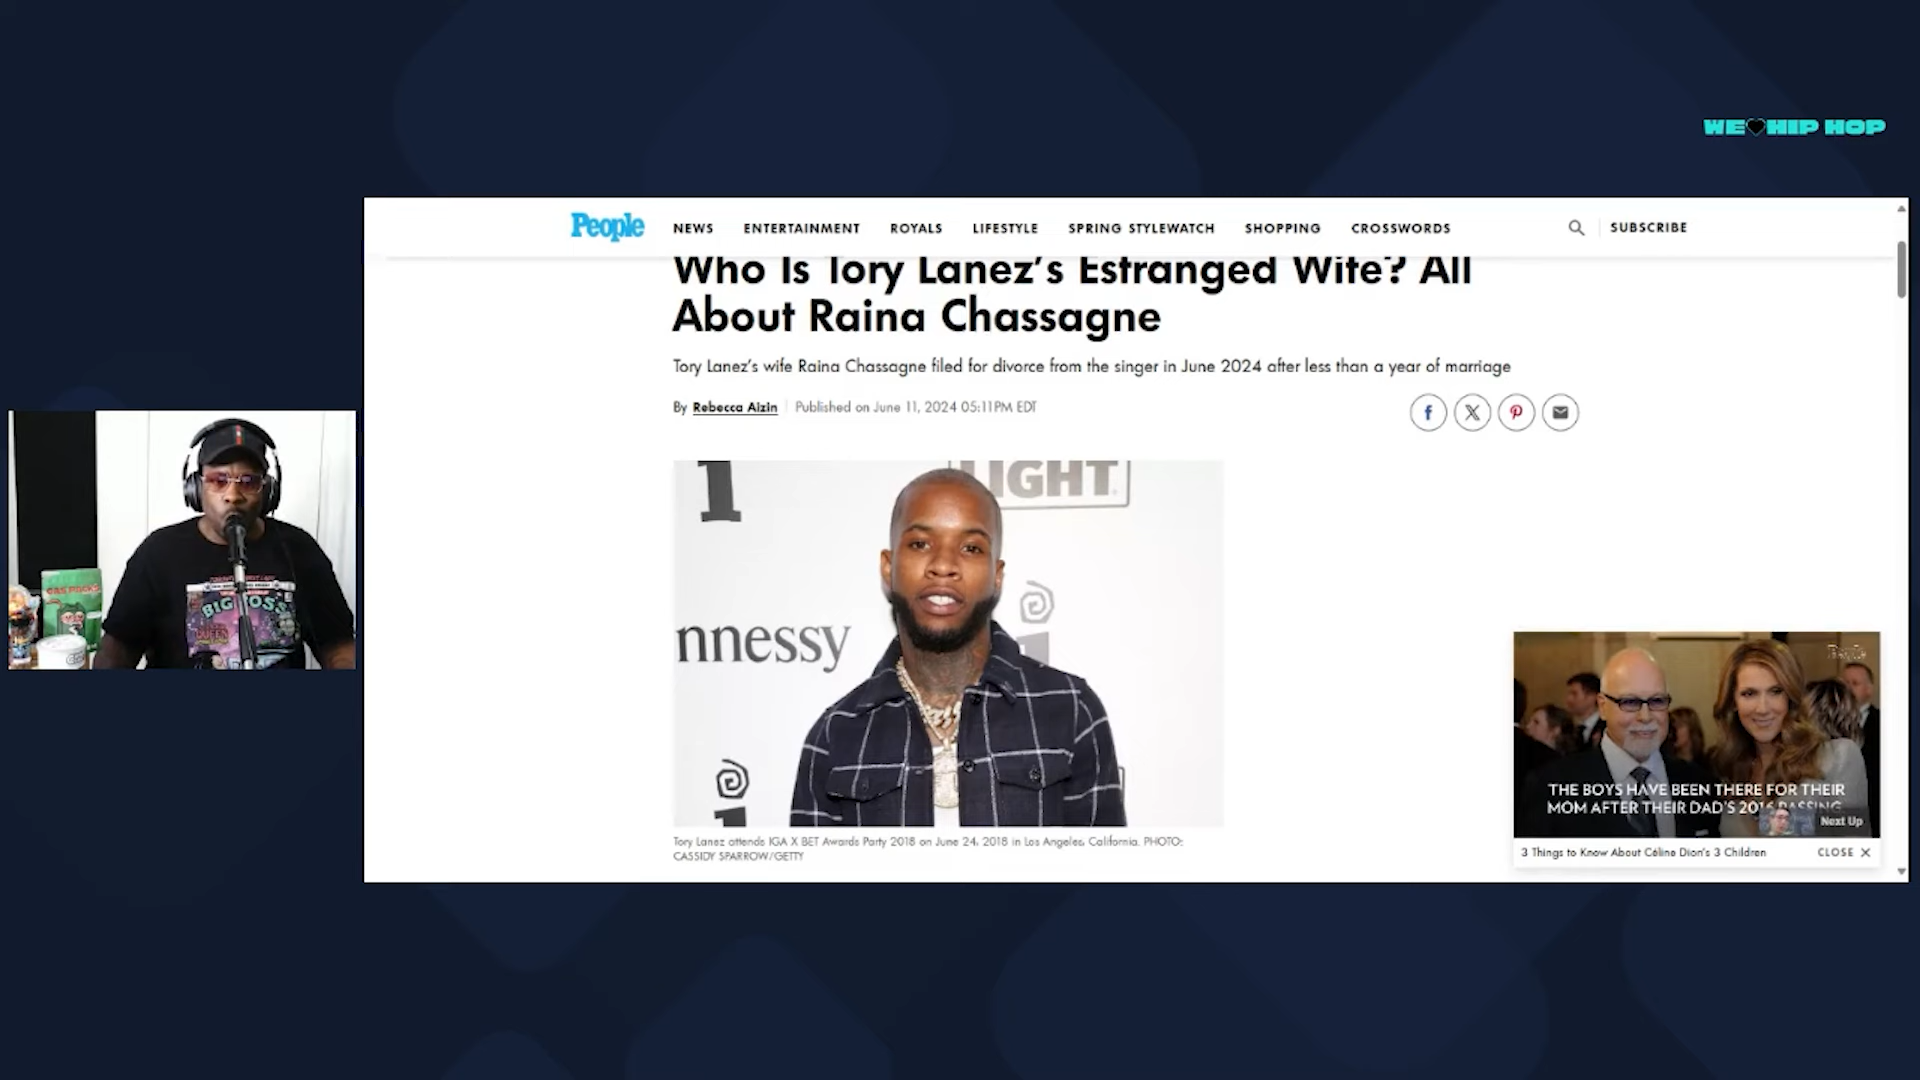 WE HIP HOP
People
NEWS ENTERTAINMENT ROYALS LIFESTYLE SPRING STYLEWATCH SHOPPING CROSSWORDS SUBSCRIBE
Who Is Tory Lanez's Estranged Wife? All
About Raina Chassagne
Tory Lanez's wife Raina Chassagne filed for divorce from the singer in June 2024 after less than a year of marriage
By Rebecca Aizin Published on June 11, 2024 05:11PM EDT
IGHT
nnessy
Tory Lanez attends IGA X BET Awards Party 2018 on June 24, 2018 in Los Angeles, California. PHOTO:
CASSIDY SPARROW/GETTY
People
THE BOYS HAVE BEEN THERE FOR THEIR
MOM AFTER THEIR DAD'S 2016 PASSING
Next Up
3 Things to Know About Céline Dion's 3 Children CLOSE X
BIG